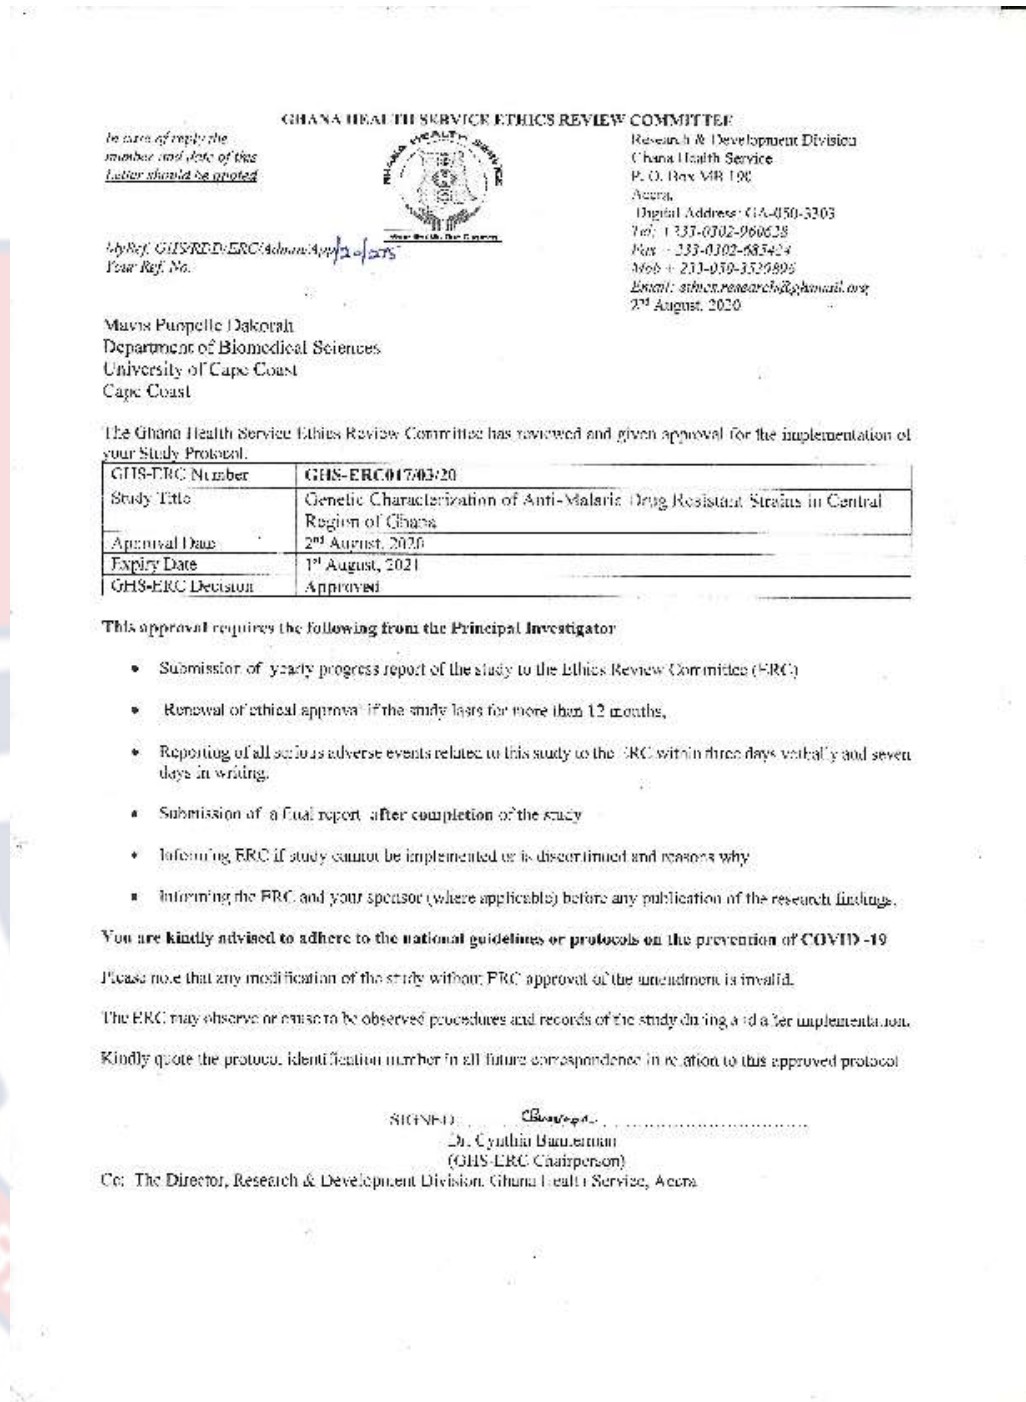 GHANA HEALTH SERVICE ETHICS REVIEW COMMITTEE
In case of reply the
number and date of this
Letter should be quoted
GHANA HEALTH SERVICE
Research & Development Division
Ghana Health Service
P. O. Box MB 190
Accra.
Digital Address: GA-050-3303
Tel: +233-0302-960628
Fax + 233-0302-685424
Mob + 233-050-3539896
Email: ethics.research@ghsmail.org
2nd August, 2020
MyRef. GHS/RDD/ERC/Admin/App/20/275
Your Ref. No.
Mavis Puopelle Dakorah
Department of Biomedical Sciences
University of Cape Coast
Cape Coast
The Ghana Health Service Ethics Review Committee has reviewed and given approval for the implementation of
your Study Protocol.
GHS-ERC Number GHS-ERC017/03/20
Study Title Genetic Characterization of Anti-Malaria Drug Resistant Strains in Central
Region of Ghana
Approval Date 2nd August, 2020
Expiry Date 1st August, 2021
GHS-ERC Decision Approved
This approval requires the following from the Principal Investigator
• Submission of yearly progress report of the study to the Ethics Review Committee (ERC)
• Renewal of ethical approval if the study lasts for more than 12 months,
• Reporting of all serious adverse events related to this study to the ERC within three days verbally and seven
days in writing.
• Submission of a final report after completion of the study
• Informing ERC if study cannot be implemented or is discontinued and reasons why
• Informing the ERC and your sponsor (where applicable) before any publication of the research findings.
You are kindly advised to adhere to the national guidelines or protocols on the prevention of COVID -19
Please note that any modification of the study without ERC approval of the amendment is invalid.
The ERC may observe or cause to be observed procedures and records of the study during and after implementation.
Kindly quote the protocol identification number in all future correspondence in relation to this approved protocol
SIGNED
Dr. Cynthia Bannerman
(GHS-ERC Chairperson)
Cc: The Director, Research & Development Division, Ghana Health Service, Accra